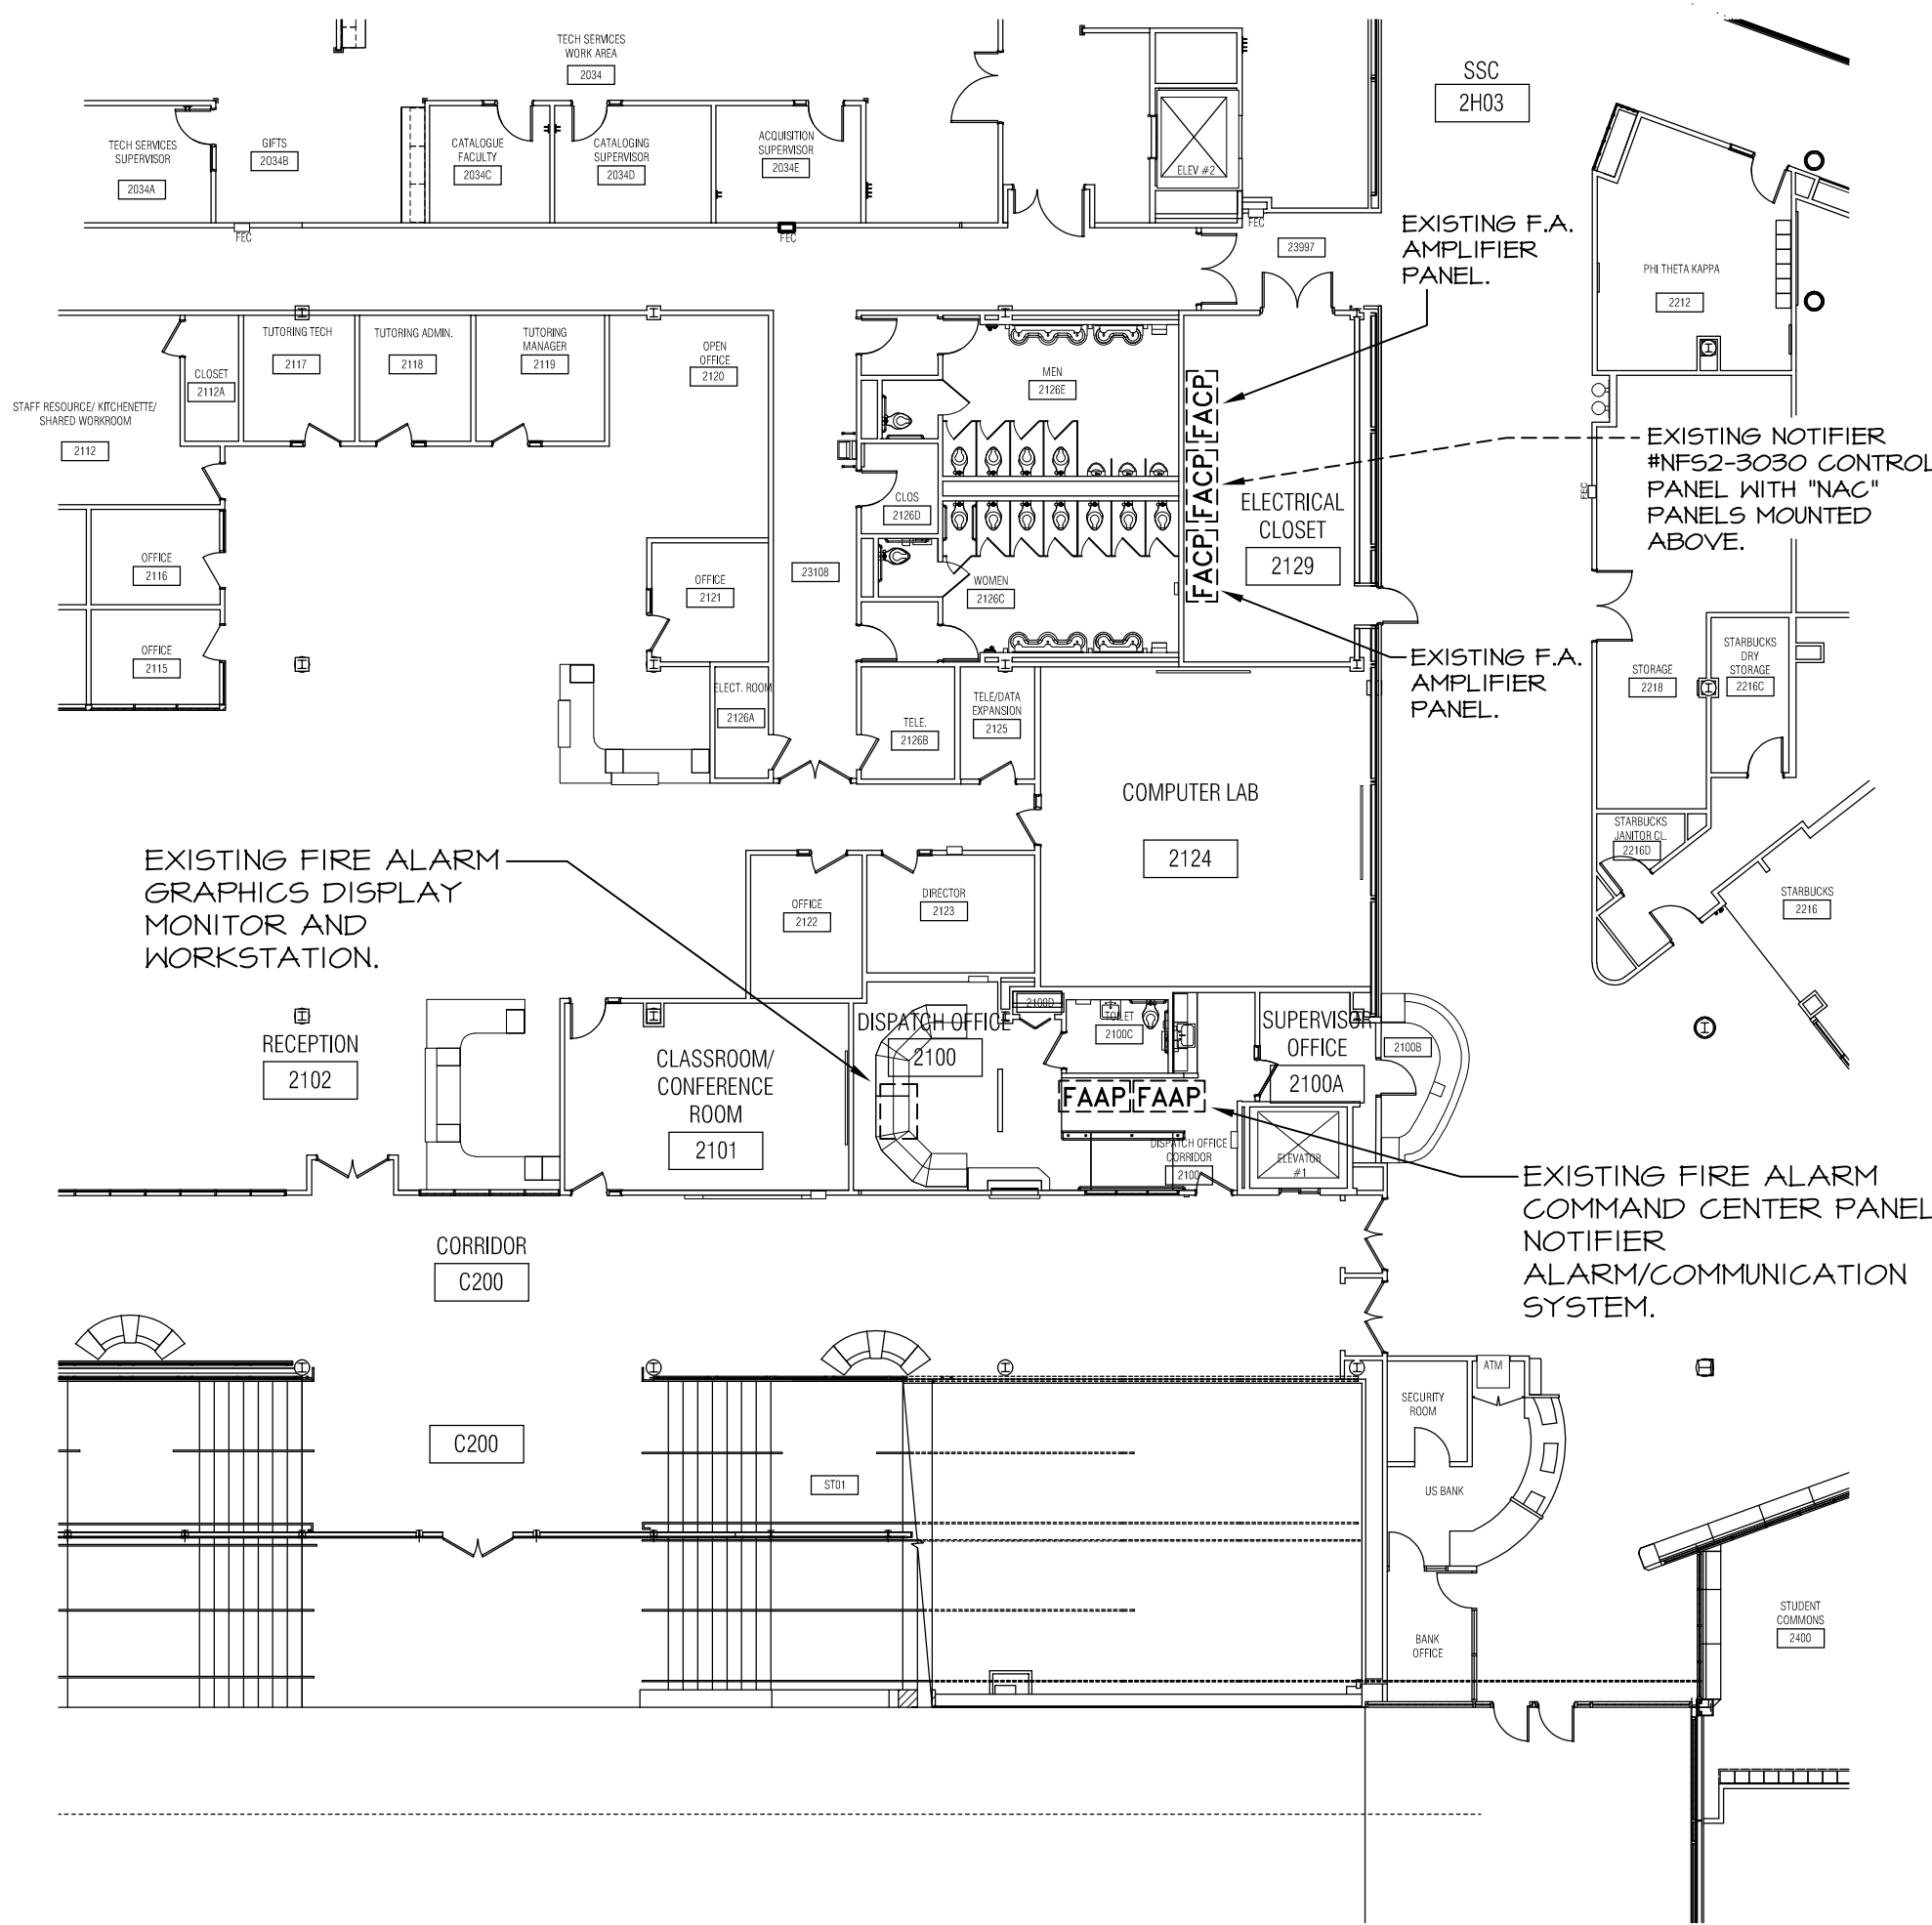 TECH SERVICES
WORK AREA
2034
SSC
2H03
TECH SERVICES
SUPERVISOR
2034A
GIFTS
2034B
CATALOGUE
FACULTY
2034C
CATALOGING
SUPERVISOR
2034D
ACQUISITION
SUPERVISOR
2034E
ELEV #2
FEC
FEC
FEC
23997
EXISTING F.A.
AMPLIFIER
PANEL.
PHI THETA KAPPA
2212
STAFF RESOURCE/ KITCHENETTE/
SHARED WORKROOM
2112
CLOSET
2112A
TUTORING TECH
2117
TUTORING ADMIN.
2118
TUTORING
MANAGER
2119
OPEN
OFFICE
2120
MEN
2126E
FACP
FACP
FACP
EXISTING NOTIFIER
#NFS2-3030 CONTROL
PANEL WITH "NAC"
PANELS MOUNTED
ABOVE.
FEC
CLOS
2126D
ELECTRICAL
CLOSET
2129
OFFICE
2116
OFFICE
2121
23108
WOMEN
2126C
OFFICE
2115
ELECT. ROOM
2126A
TELE.
2126B
TELE/DATA
EXPANSION
2125
EXISTING F.A.
AMPLIFIER
PANEL.
STORAGE
2218
STARBUCKS
DRY
STORAGE
2216C
COMPUTER LAB
2124
STARBUCKS
JANITOR CL.
2216D
STARBUCKS
2216
EXISTING FIRE ALARM
GRAPHICS DISPLAY
MONITOR AND
WORKSTATION.
OFFICE
2122
DIRECTOR
2123
RECEPTION
2102
CLASSROOM/
CONFERENCE
ROOM
2101
DISPATCH OFFICE
2100
2100D
TOILET
2100C
SUPERVISOR
OFFICE
2100A
2100B
FAAP
FAAP
DISPATCH OFFICE
CORRIDOR
ELEVATOR
#1
EXISTING FIRE ALARM
COMMAND CENTER PANEL
NOTIFIER
ALARM/COMMUNICATION
SYSTEM.
CORRIDOR
C200
C200
ST01
ATM
SECURITY
ROOM
US BANK
BANK
OFFICE
STUDENT
COMMONS
2400